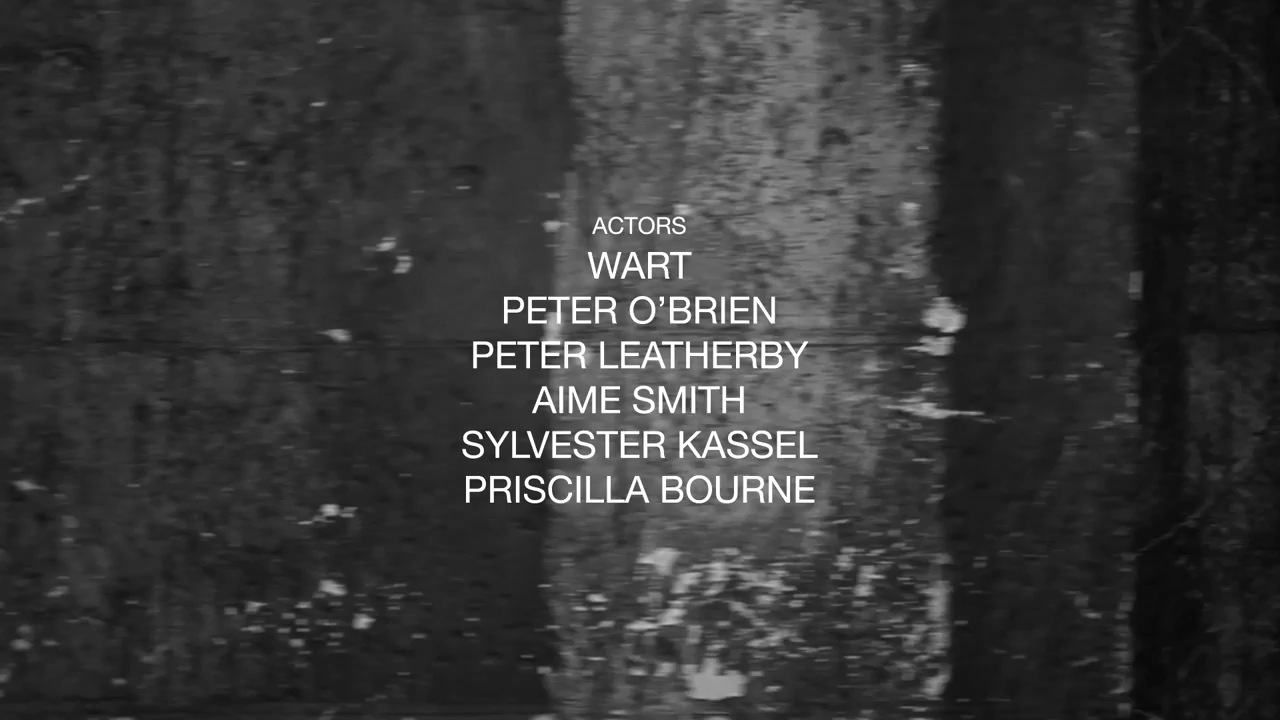 ACTORS
WART
PETER O’BRIEN
PETER LEATHERBY
AIME SMITH
SYLVESTER KASSEL
PRISCILLA BOURNE